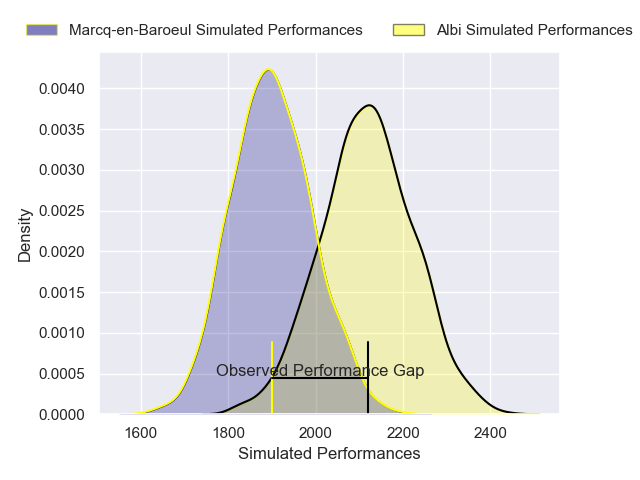 Marcq-en-Baroeul Simulated Performances
Albi Simulated Performances
0.0040
0.0035
0.0030
0.0025
0.0020
0.0015
0.0010
0.0005
0.0000
Density
Observed Performance Gap
1600 1800 2000 2200 2400
Simulated Performances